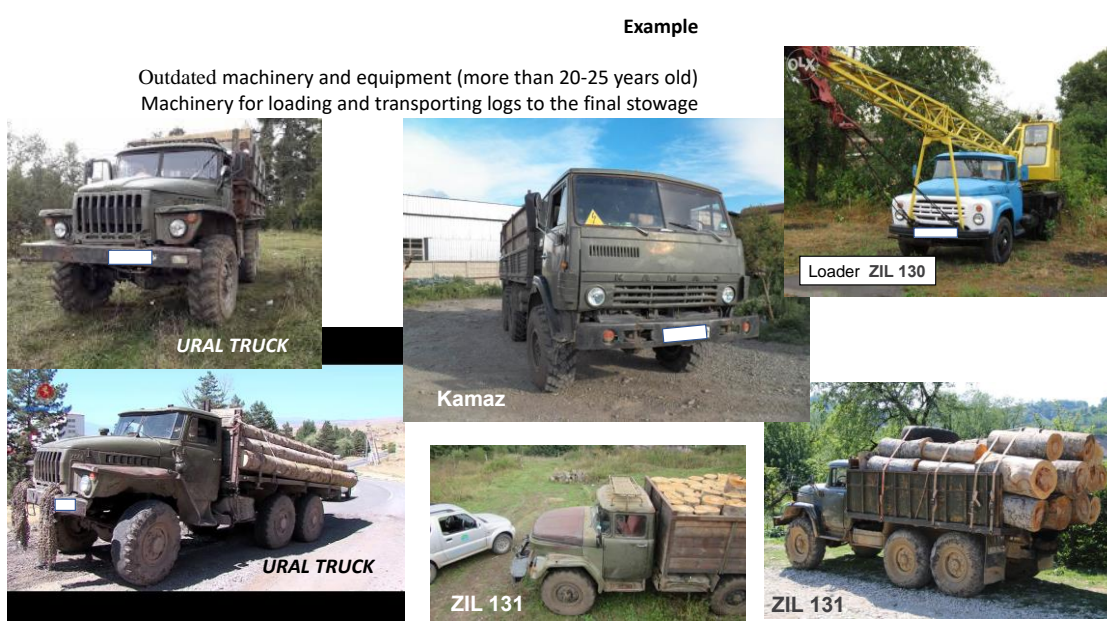 Example
Outdated machinery and equipment (more than 20-25 years old)
Machinery for loading and transporting logs to the final stowage
OLX
Loader ZIL 130
URAL TRUCK
KAMAZ
Kamaz
URAL TRUCK
ZIL 131
ZIL 131